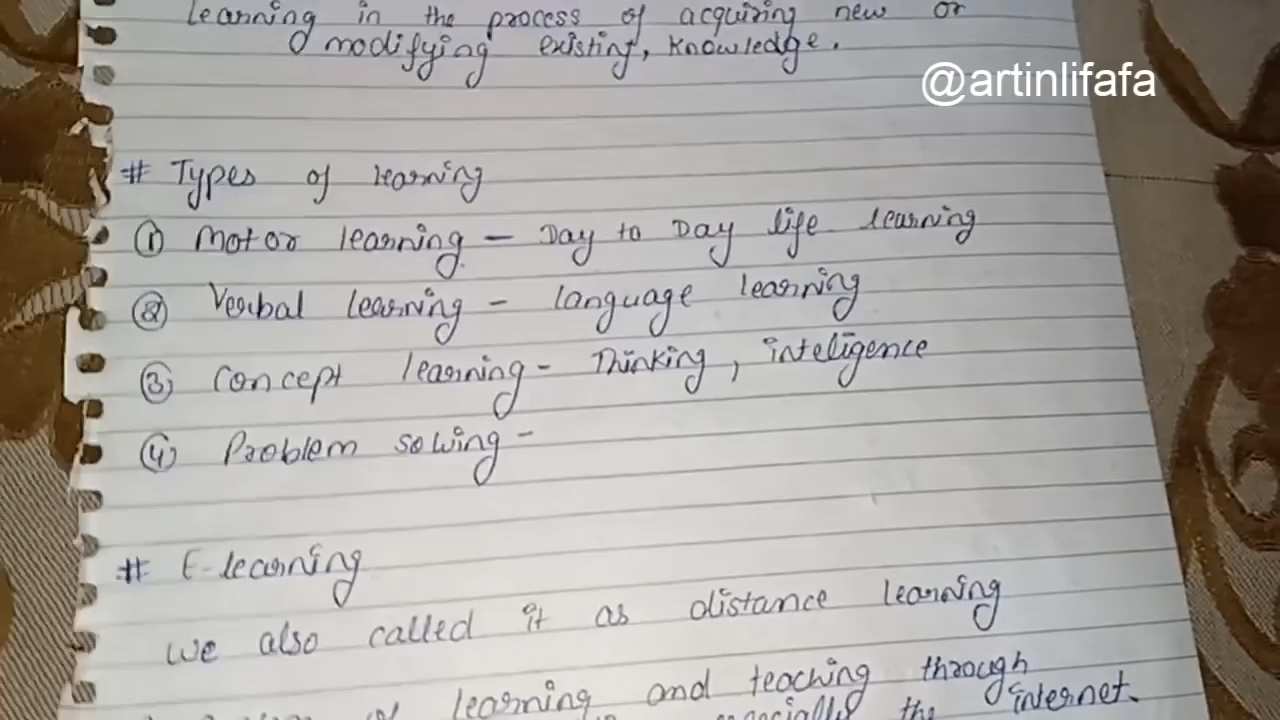 learning in the process of acquiring new or
modifying existing, knowledge.
@artinlifafa
# Types of learning
① Motor learning - Day to Day life learning
② Verbal learning - language learning
③ Concept learning - Thinking, inteligence
④ Problem solving -
# E-learning
We also called it as distance learning
of learning and teaching through
especially the internet.